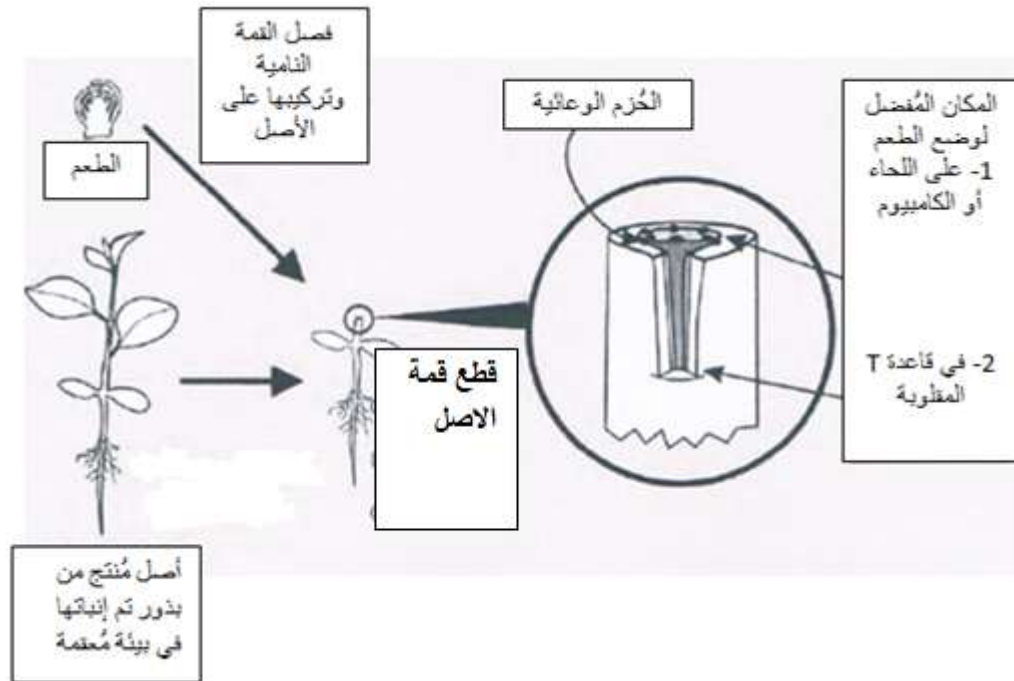 فصل القمة
النامية
وتركيبها على
الأصل
الحُزم الوعائية
المكان المُفضل
لوضع الطعم
1- على اللحاء
أو الكامبيوم
2- في قاعدة T
المقلوبة
الطعم
قطع قمة
الاصل
أصل مُنتج من
بذور تم إنباتها
في بيئة مُعقمة